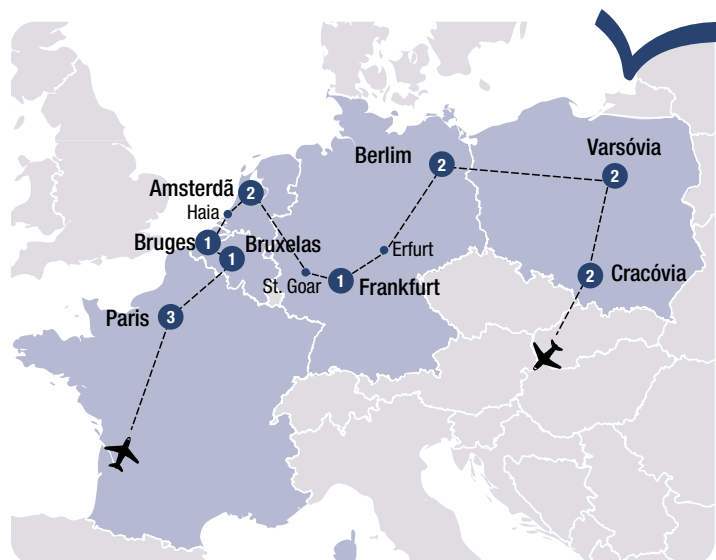 Varsóvia
2
Berlim
2
Amsterdã
2
Haia
Bruges
1
Bruxelas
1
Erfurt
St. Goar
1
Frankfurt
2
Cracóvia
Paris
3